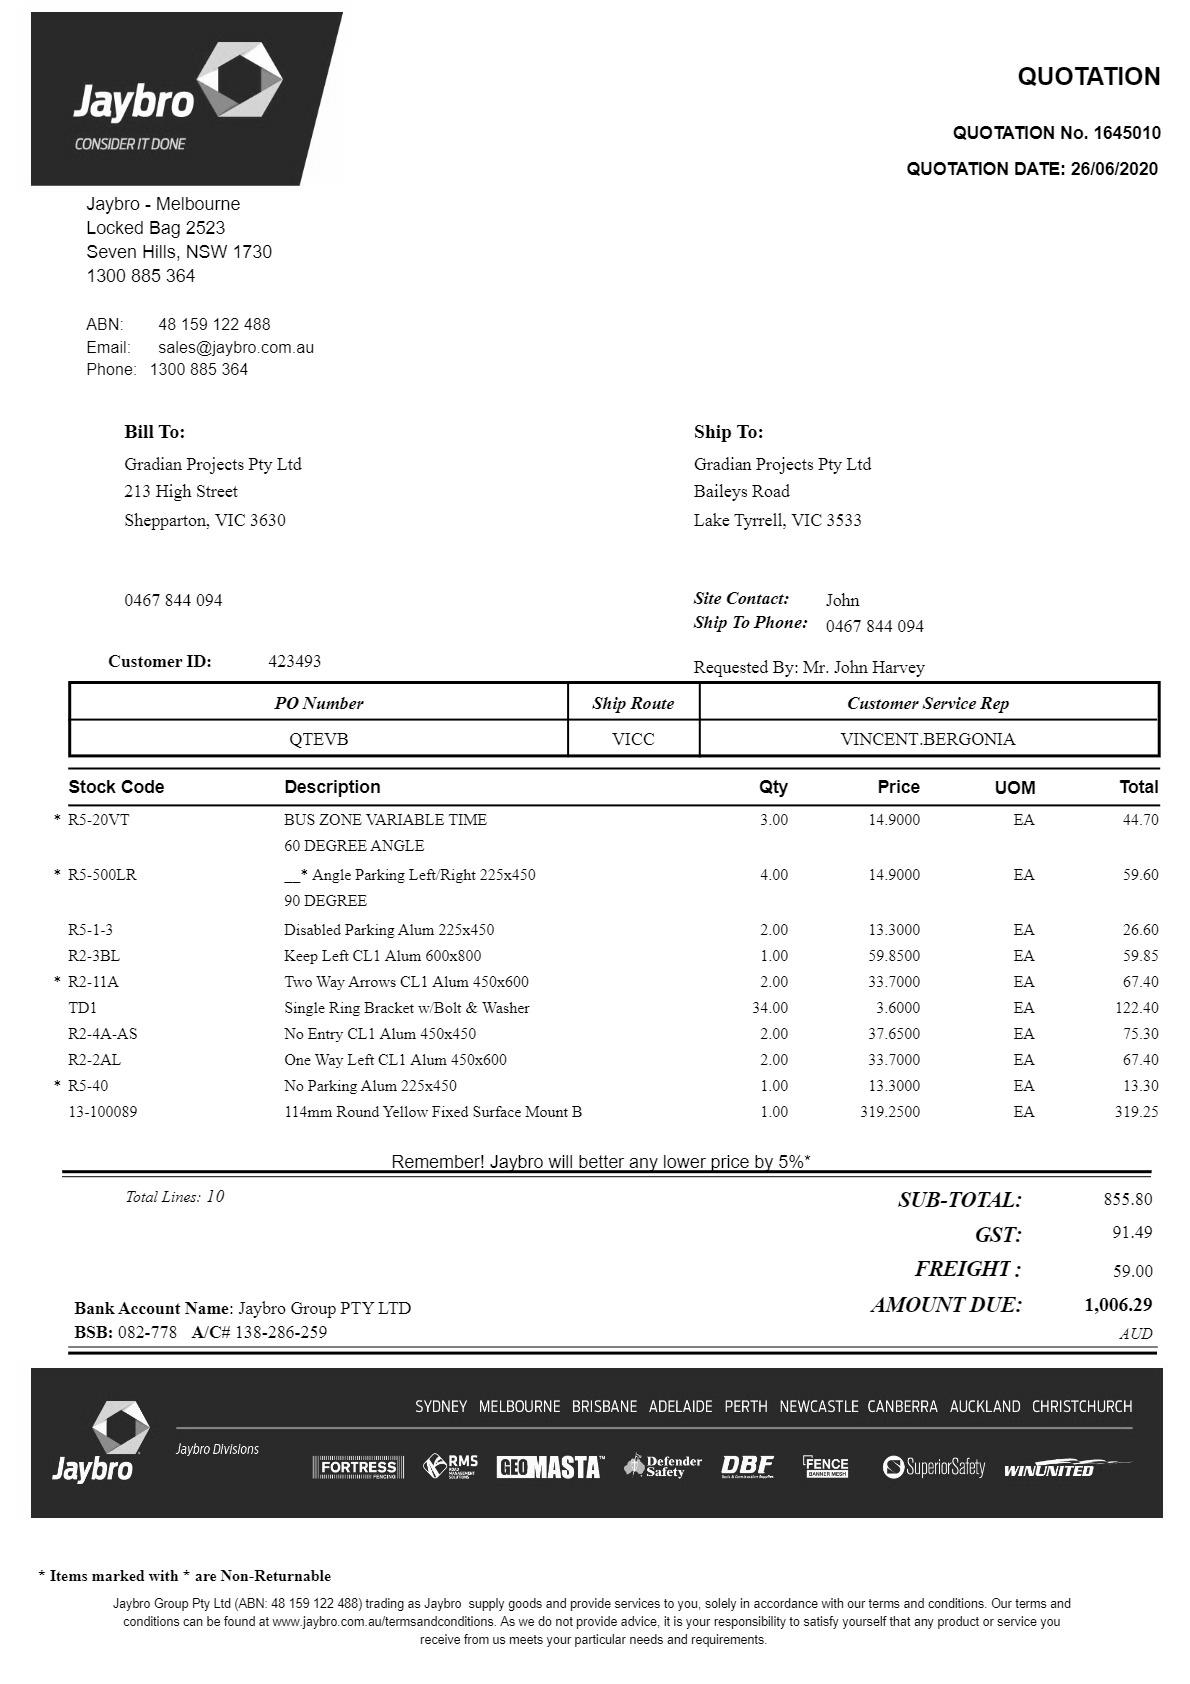 Jaybro
CONSIDER IT DONE
QUOTATION
QUOTATION No. 1645010
QUOTATION DATE: 26/06/2020
Jaybro - Melbourne
Locked Bag 2523
Seven Hills, NSW 1730
1300 885 364
ABN: 48 159 122 488
Email: sales@jaybro.com.au
Phone: 1300 885 364
Bill To:
Gradian Projects Pty Ltd
213 High Street
Shepparton, VIC 3630
0467 844 094
Ship To:
Gradian Projects Pty Ltd
Baileys Road
Lake Tyrrell, VIC 3533
Site Contact: John
Ship To Phone: 0467 844 094
Customer ID: 423493
Requested By: Mr. John Harvey
PO Number Ship Route Customer Service Rep
QTEVB VICC VINCENT.BERGONIA
Stock Code Description Qty Price UOM Total
* R5-20VT BUS ZONE VARIABLE TIME 3.00 14.9000 EA 44.70
60 DEGREE ANGLE
* R5-500LR __* Angle Parking Left/Right 225x450 4.00 14.9000 EA 59.60
90 DEGREE
R5-1-3 Disabled Parking Alum 225x450 2.00 13.3000 EA 26.60
R2-3BL Keep Left CL1 Alum 600x800 1.00 59.8500 EA 59.85
* R2-11A Two Way Arrows CL1 Alum 450x600 2.00 33.7000 EA 67.40
TD1 Single Ring Bracket w/Bolt & Washer 34.00 3.6000 EA 122.40
R2-4A-AS No Entry CL1 Alum 450x450 2.00 37.6500 EA 75.30
R2-2AL One Way Left CL1 Alum 450x600 2.00 33.7000 EA 67.40
* R5-40 No Parking Alum 225x450 1.00 13.3000 EA 13.30
13-100089 114mm Round Yellow Fixed Surface Mount B 1.00 319.2500 EA 319.25
Remember! Jaybro will better any lower price by 5%*
Total Lines: 10
SUB-TOTAL: 855.80
GST: 91.49
FREIGHT : 59.00
AMOUNT DUE: 1,006.29
AUD
Bank Account Name: Jaybro Group PTY LTD
BSB: 082-778 A/C# 138-286-259
SYDNEY MELBOURNE BRISBANE ADELAIDE PERTH NEWCASTLE CANBERRA AUCKLAND CHRISTCHURCH
Jaybro
Jaybro Divisions
FORTRESS FENCING
RMS ROAD MANAGEMENT SOLUTIONS
GEOMASTA™
Defender Safety
DBF
FENCE BANNER MESH
SuperiorSafety
WINUNITED
* Items marked with * are Non-Returnable
Jaybro Group Pty Ltd (ABN: 48 159 122 488) trading as Jaybro supply goods and provide services to you, solely in accordance with our terms and conditions. Our terms and
conditions can be found at www.jaybro.com.au/termsandconditions. As we do not provide advice, it is your responsibility to satisfy yourself that any product or service you
receive from us meets your particular needs and requirements.